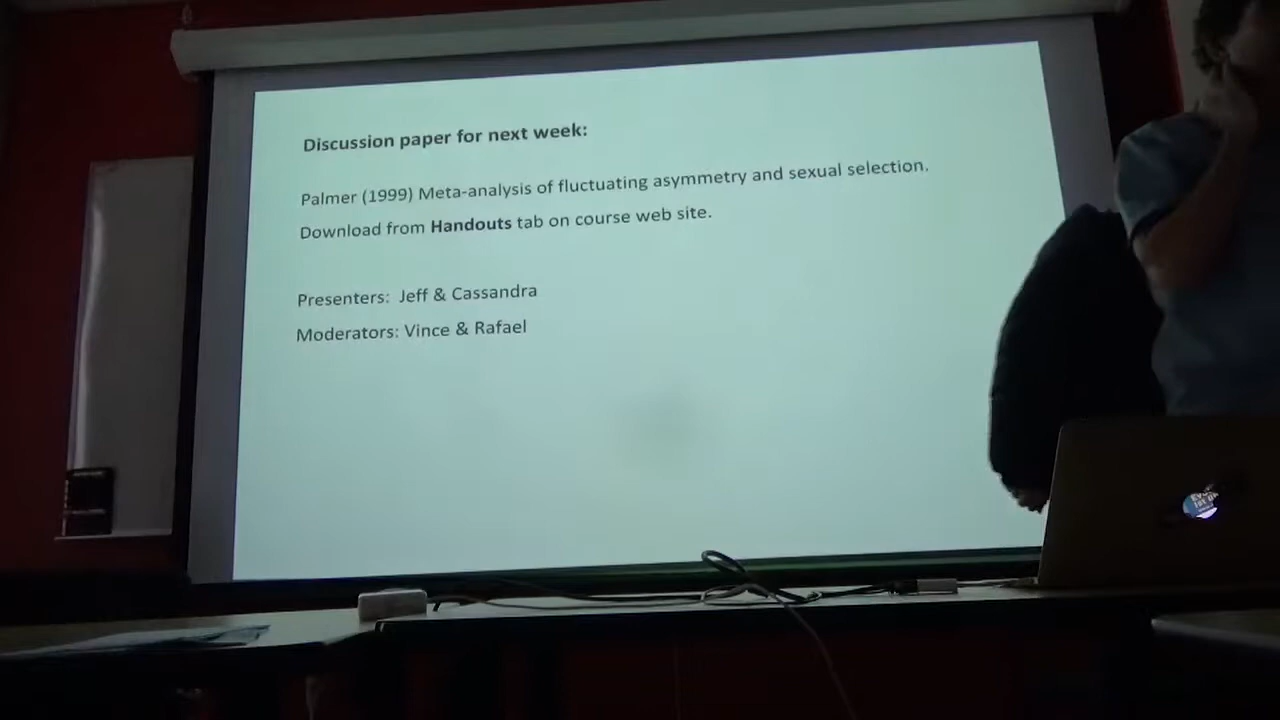 Discussion paper for next week:
Palmer (1999) Meta-analysis of fluctuating asymmetry and sexual selection.
Download from Handouts tab on course web site.
Presenters: Jeff & Cassandra
Moderators: Vince & Rafael